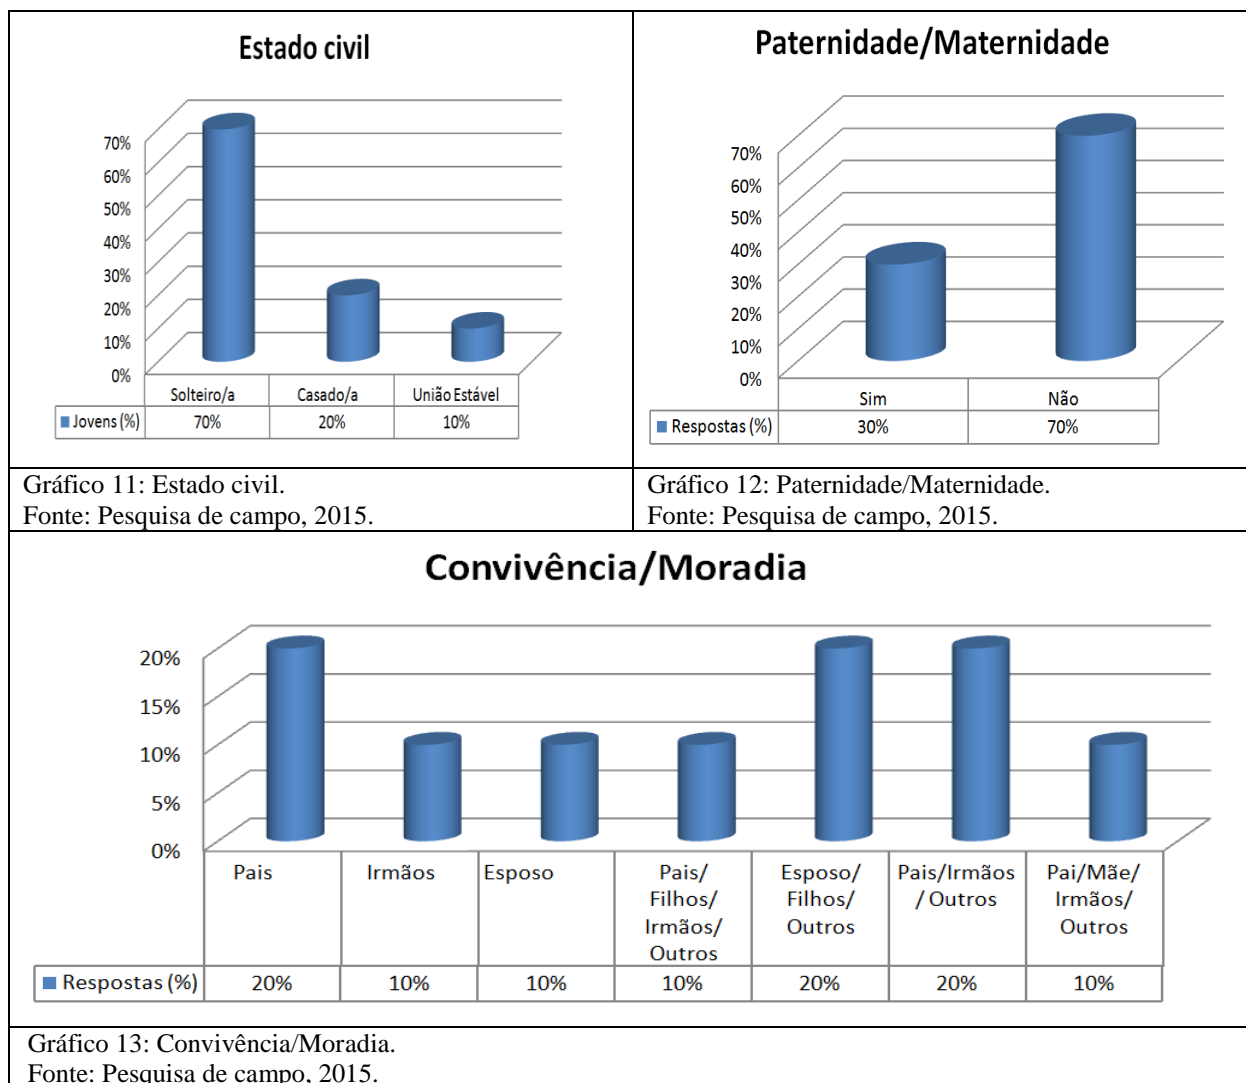 Estado civil
70%
60%
50%
40%
30%
20%
10%
0%
Solteiro/a Casado/a União Estável
Jovens (%) 70% 20% 10%
Gráfico 11: Estado civil.
Fonte: Pesquisa de campo, 2015.
Paternidade/Maternidade
70%
60%
50%
40%
30%
20%
10%
0%
Sim Não
Respostas (%) 30% 70%
Gráfico 12: Paternidade/Maternidade.
Fonte: Pesquisa de campo, 2015.
Convivência/Moradia
20%
15%
10%
5%
0%
Pais Irmãos Esposo Pais/ Esposo/ Pais/Irmãos Pai/Mãe/
Filhos/ Filhos/ / Outros Irmãos/
Irmãos/ Outros Outros
Outros
Respostas (%) 20% 10% 10% 10% 20% 20% 10%
Gráfico 13: Convivência/Moradia.
Fonte: Pesquisa de campo, 2015.